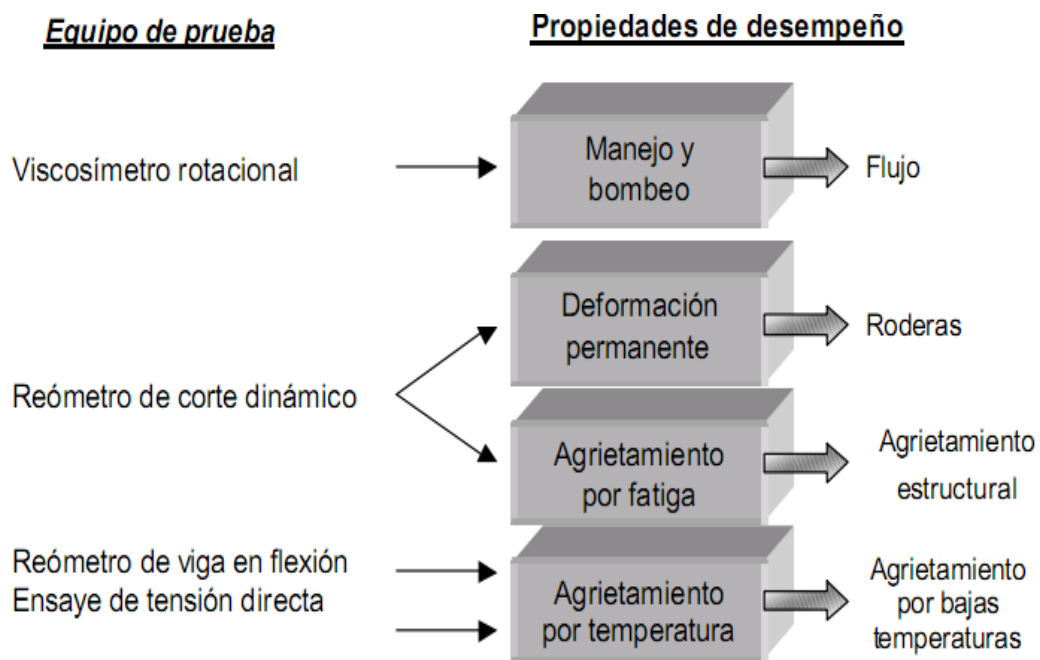 Equipo de prueba
Propiedades de desempeño
Viscosímetro rotacional
Manejo y
bombeo
Flujo
Reómetro de corte dinámico
Deformación
permanente
Roderas
Agrietamiento
por fatiga
Agrietamiento
estructural
Reómetro de viga en flexión
Ensaye de tensión directa
Agrietamiento
por temperatura
Agrietamiento
por bajas
temperaturas